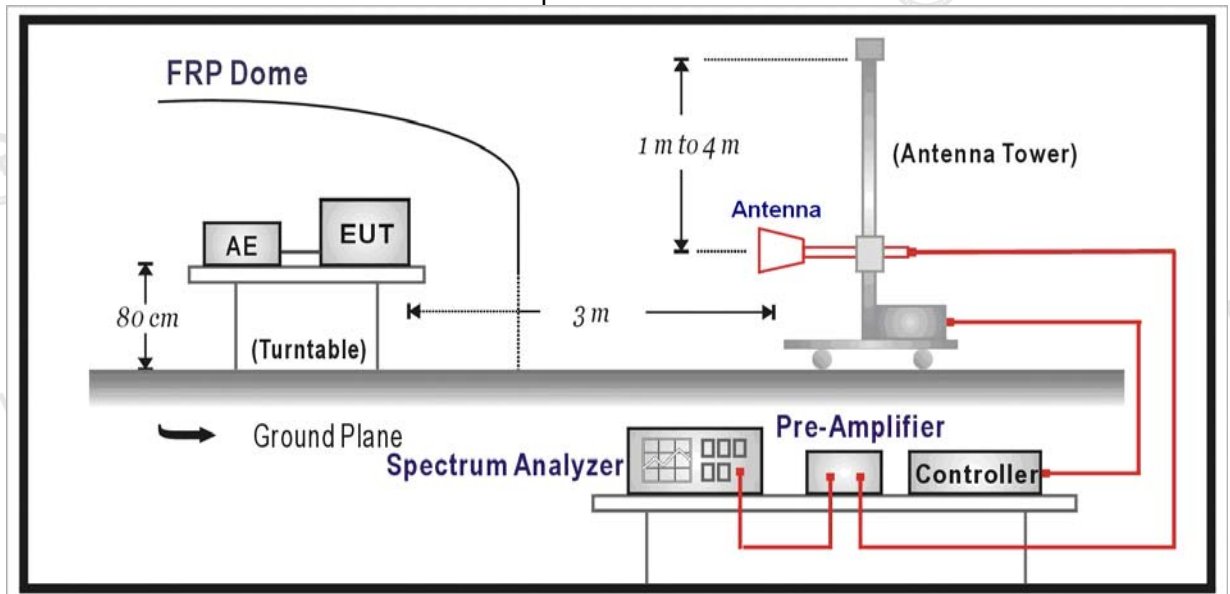 FRP Dome
1 m to 4 m
(Antenna Tower)
Antenna
AE
EUT
80 cm
3 m
(Turntable)
Ground Plane
Pre-Amplifier
Spectrum Analyzer
Controller